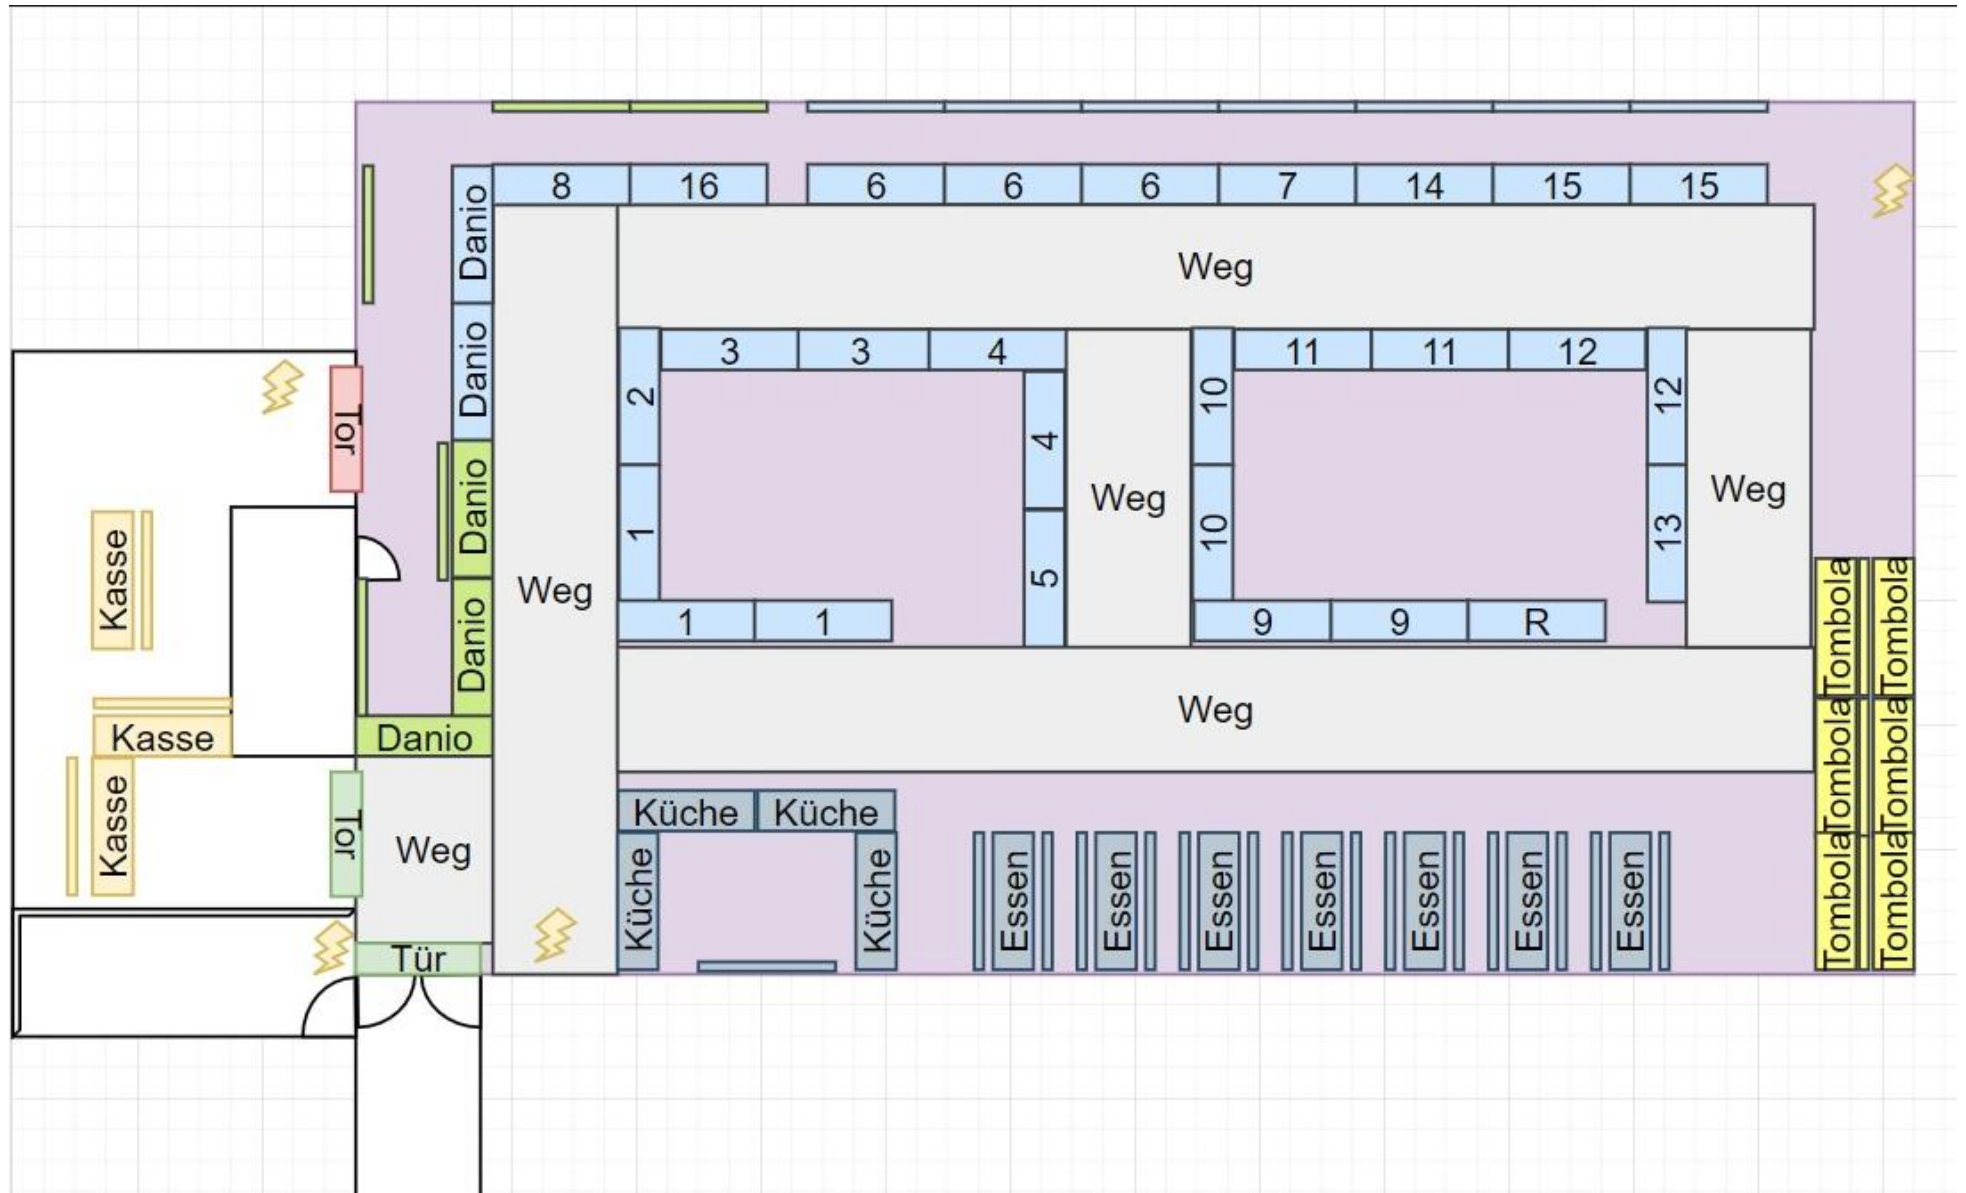 8 16 6 6 6 7 14 15 15
Danio
Weg
Danio
2 3 3 4 10 11 11 12 12
Tor
4
Danio
Weg
Weg
1
10
13
Kasse
5
Weg
Danio
1 1
9 9 R
Tombola Tombola
Kasse
Danio
Weg
Tombola Tombola
Küche Küche
Kasse
Tor
Weg
Küche
Küche
Essen Essen Essen Essen Essen Essen Essen
Tombola Tombola
Tür